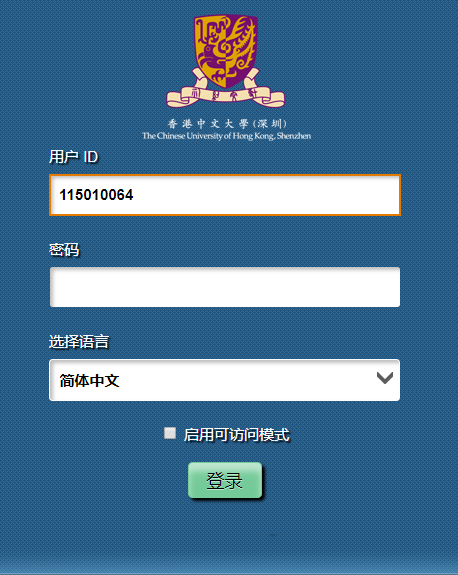 香港中文大學(深圳)
The Chinese University of Hong Kong, Shenzhen
用户 ID
115010064
密码
选择语言
简体中文
启用可访问模式
登录